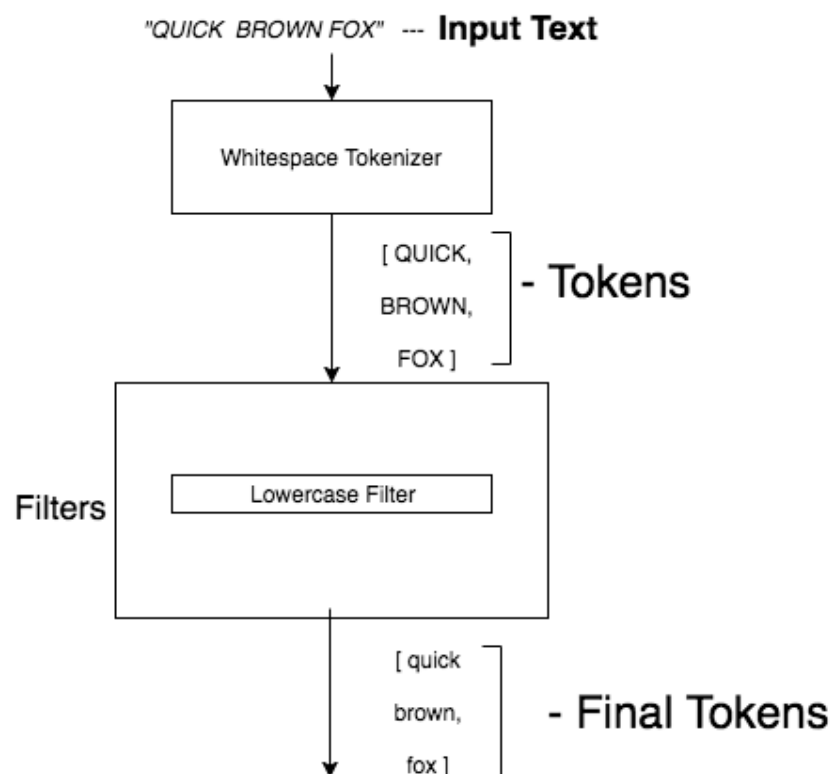 "QUICK  BROWN FOX"  ---  Input Text
Whitespace Tokenizer
[ QUICK,
- Tokens
BROWN,
FOX ]
Lowercase Filter
Filters
[ quick
brown,
- Final Tokens
fox ]